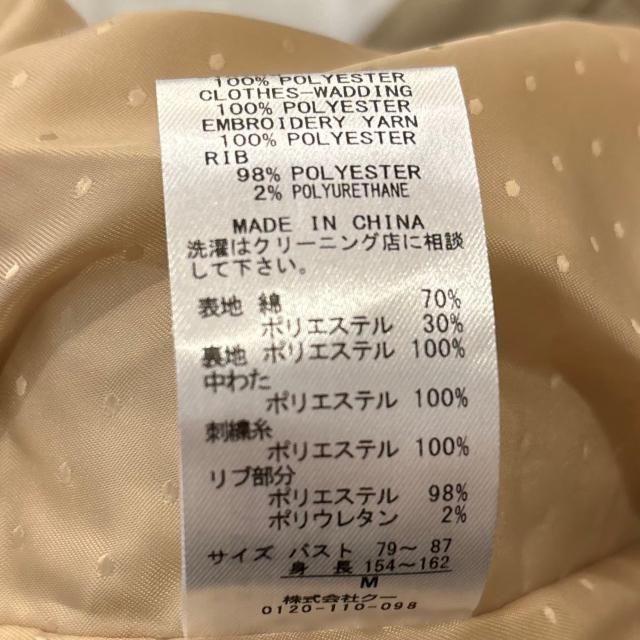 100% POLYESTER
CLOTHES-WADDING
100% POLYESTER
EMBROIDERY YARN
100% POLYESTER
RIB
98% POLYESTER
2% POLYURETHANE
MADE IN CHINA
洗濯はクリーニング店に相談
して下さい。
表地 綿 70%
ポリエステル 30%
裏地 ポリエステル 100%
中わた
ポリエステル 100%
刺繍糸
ポリエステル 100%
リブ部分
ポリエステル 98%
ポリウレタン 2%
サイズ バスト 79~ 87
身 長 154~162
M
株式会社クー
0120-110-098